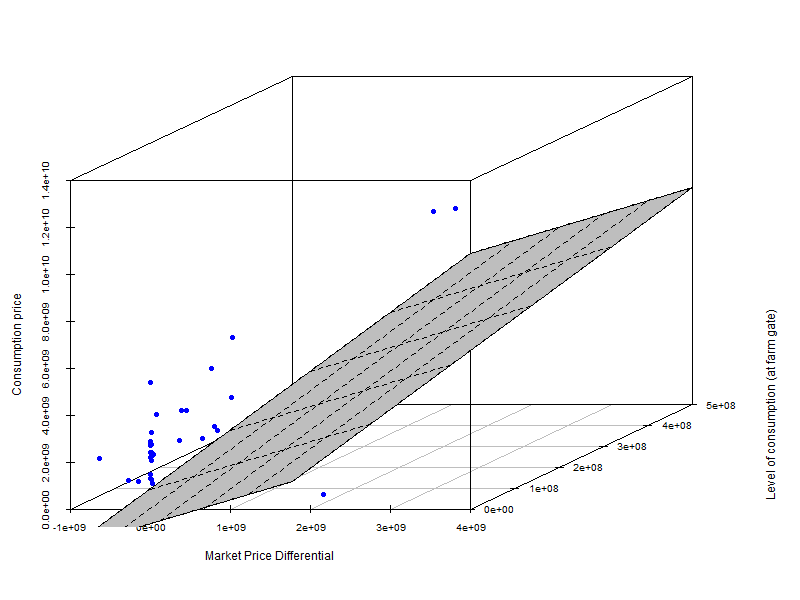 Consumption price
0.0e+00 2.0e+09 4.0e+09 6.0e+09 8.0e+09 1.0e+10 1.2e+10 1.4e+10
-1e+09 0e+00 1e+09 2e+09 3e+09 4e+09
Market Price Differential
0e+00
1e+08
2e+08
3e+08
4e+08
5e+08
Level of consumption (at farm gate)